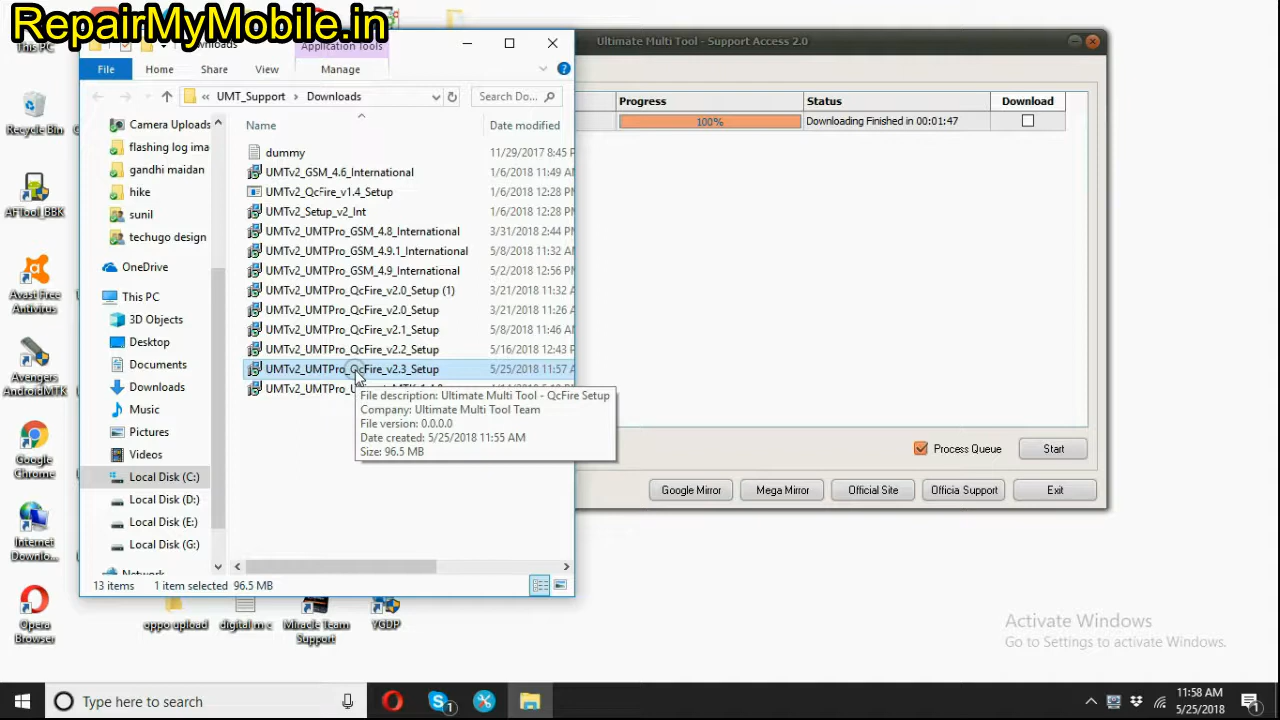 RepairMyMobile.in
This PC
Recycle Bin
AFTool_BBK
Avast Free
Antivirus
Avengers
AndroidMTK
Google
Chrome
Internet
Downlo...
Opera
Browser
Application Tools
File
Home
Share
View
Manage
« UMT_Support > Downloads
Search Do...
Camera Uploads
flashing log ima
gandhi maidan
hike
sunil
techugo design
OneDrive
This PC
3D Objects
Desktop
Documents
Downloads
Music
Pictures
Videos
Local Disk (C:)
Local Disk (D:)
Local Disk (E:)
Local Disk (G:)
Network
Name
Date modified
dummy 11/29/2017 8:45 P
UMTv2_GSM_4.6_International 1/6/2018 11:49 A
UMTv2_QcFire_v1.4_Setup 1/6/2018 12:28 P
UMTv2_Setup_v2_Int 1/6/2018 12:28 P
UMTv2_UMTPro_GSM_4.8_International 3/31/2018 2:44 P
UMTv2_UMTPro_GSM_4.9.1_International 5/8/2018 11:32 A
UMTv2_UMTPro_GSM_4.9_International 5/2/2018 12:56 P
UMTv2_UMTPro_QcFire_v2.0_Setup (1) 3/21/2018 11:32 A
UMTv2_UMTPro_QcFire_v2.0_Setup 3/21/2018 11:26 A
UMTv2_UMTPro_QcFire_v2.1_Setup 5/8/2018 11:46 A
UMTv2_UMTPro_QcFire_v2.2_Setup 5/16/2018 12:43 P
UMTv2_UMTPro_QcFire_v2.3_Setup 5/25/2018 11:57 A
File description: Ultimate Multi Tool - QcFire Setup
Company: Ultimate Multi Tool Team
File version: 0.0.0.0
Date created: 5/25/2018 11:55 AM
Size: 96.5 MB
13 items 1 item selected 96.5 MB
Ultimate Multi Tool - Support Access 2.0
Progress
Status
Download
100%
Downloading Finished in 00:01:47
Process Queue
Start
Google Mirror
Mega Mirror
Official Site
Officia Support
Exit
oppo upload
digital m c
Miracle Team
Support
YGDP
Activate Windows
Go to Settings to activate Windows.
Type here to search
1
11:58 AM
5/25/2018
1